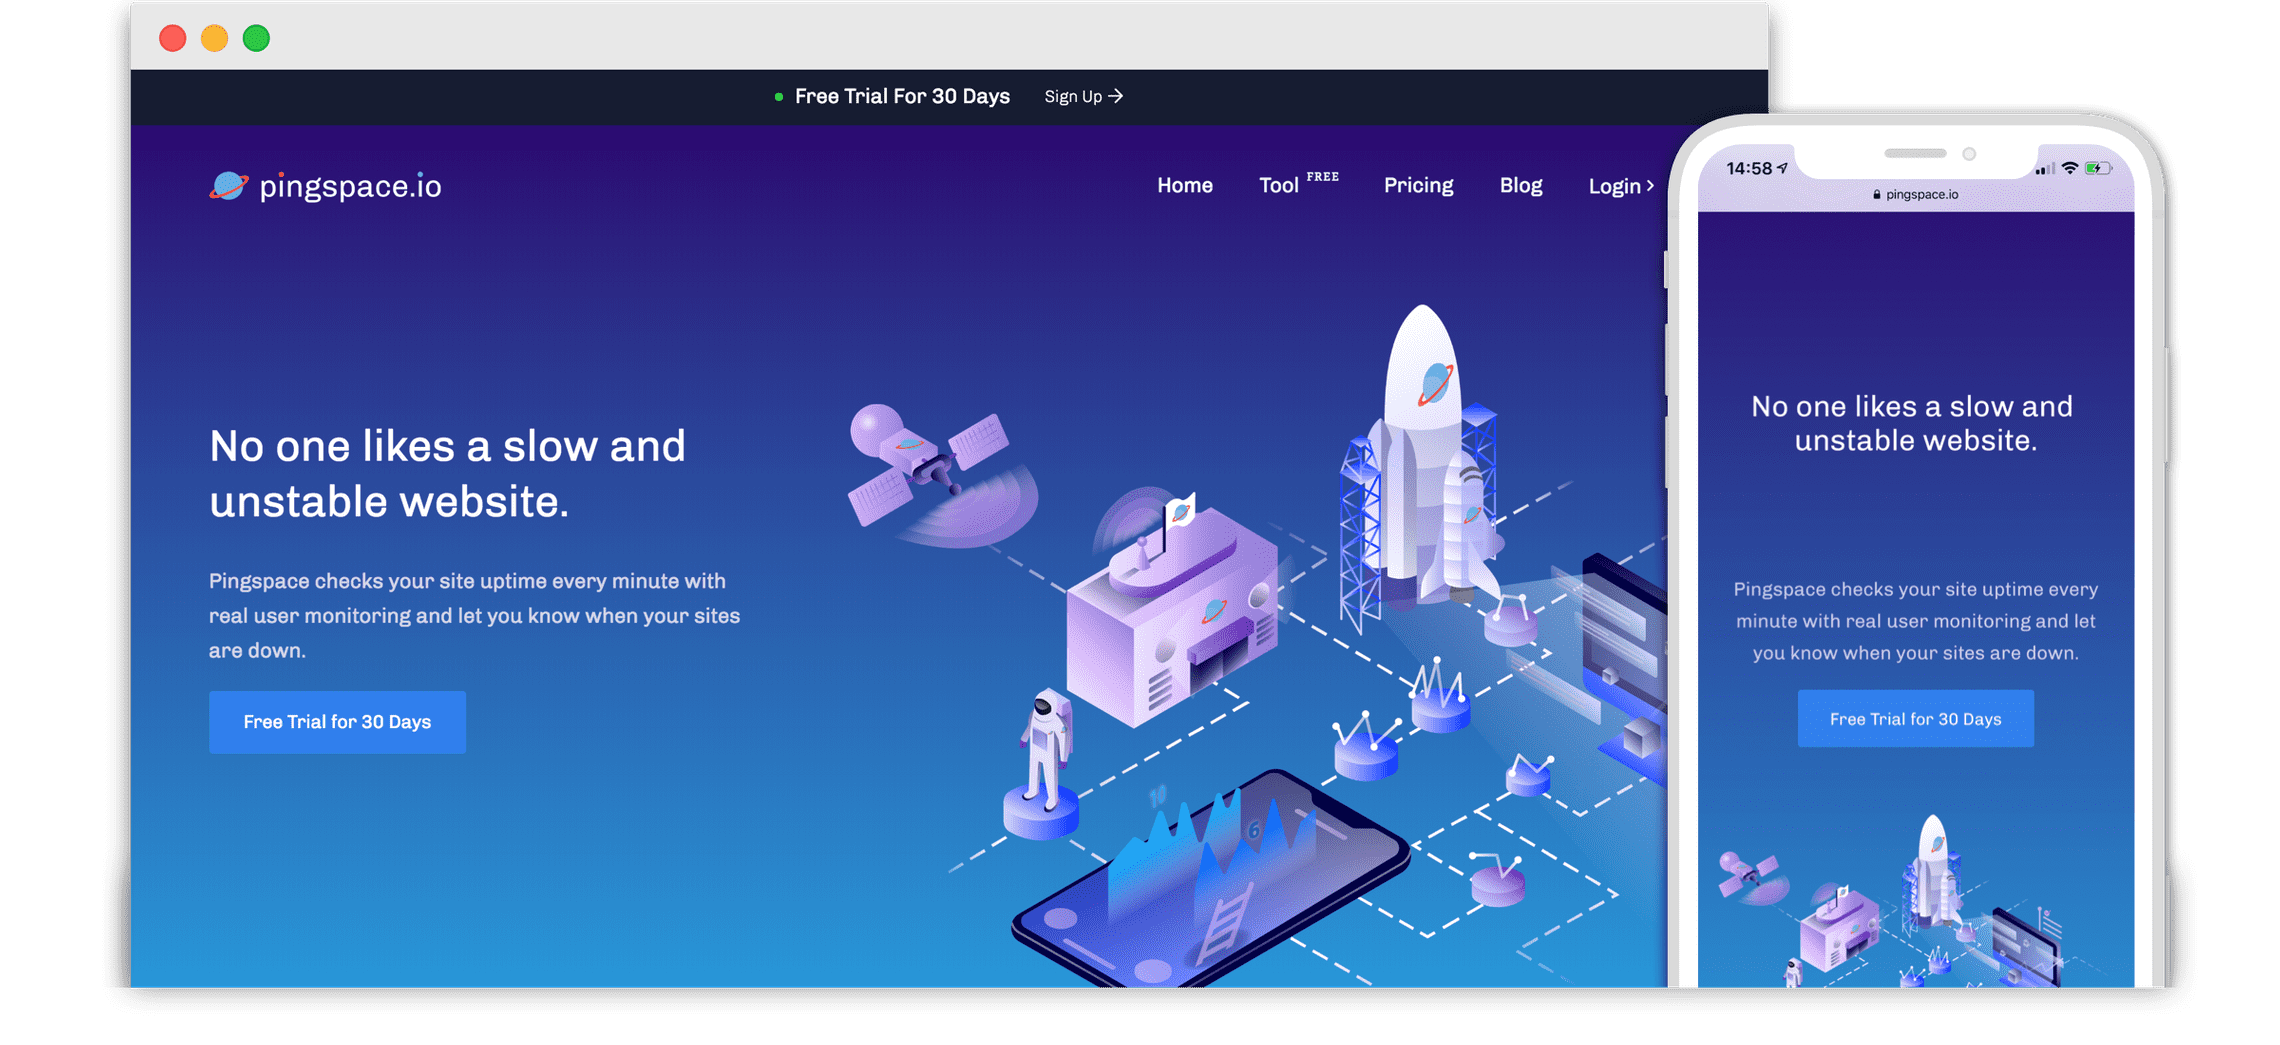 Free Trial For 30 Days Sign Up →
pingspace.io
Home Tool FREE Pricing Blog Login ›
No one likes a slow and
unstable website.
Pingspace checks your site uptime every minute with
real user monitoring and let you know when your sites
are down.
Free Trial for 30 Days
10
6
14:58
pingspace.io
No one likes a slow and
unstable website.
Pingspace checks your site uptime every
minute with real user monitoring and let
you know when your sites are down.
Free Trial for 30 Days